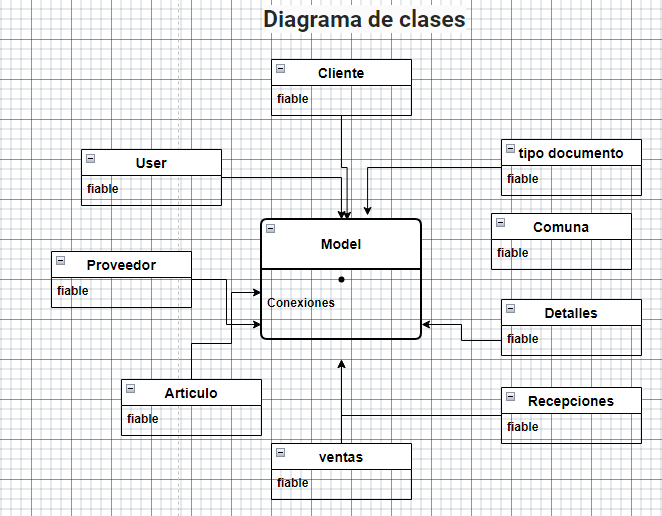 Diagrama de clases
Cliente
fiable
User
fiable
tipo documento
fiable
Comuna
fiable
Model
Conexiones
Proveedor
fiable
Detalles
fiable
Articulo
fiable
Recepciones
fiable
ventas
fiable